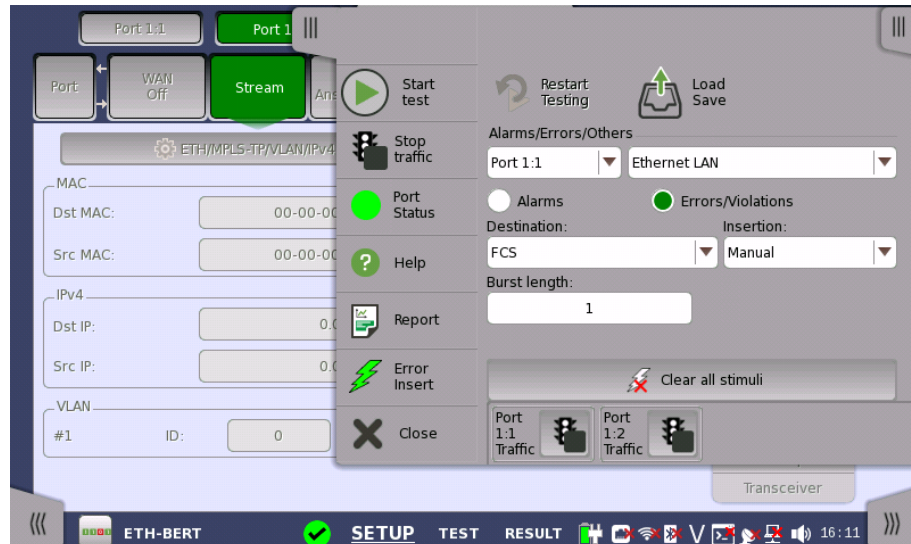 Port 1:1
Port 1
Port
WAN
Off
Stream
ETH/MPLS-TP/VLAN/IPv4
MAC
Dst MAC:
00-00-00
Src MAC:
00-00-00
IPv4
Dst IP:
0.0
Src IP:
0.0
VLAN
#1
ID:
0
Start
test
Stop
traffic
Port
Status
Help
Report
Error
Insert
Close
Restart
Testing
Load
Save
Alarms/Errors/Others
Port 1:1
Ethernet LAN
Alarms
Errors/Violations
Destination:
Insertion:
FCS
Manual
Burst length:
1
Clear all stimuli
Port
1:1
Traffic
Port
1:2
Traffic
Transceiver
ETH-BERT
SETUP TEST RESULT
16:11